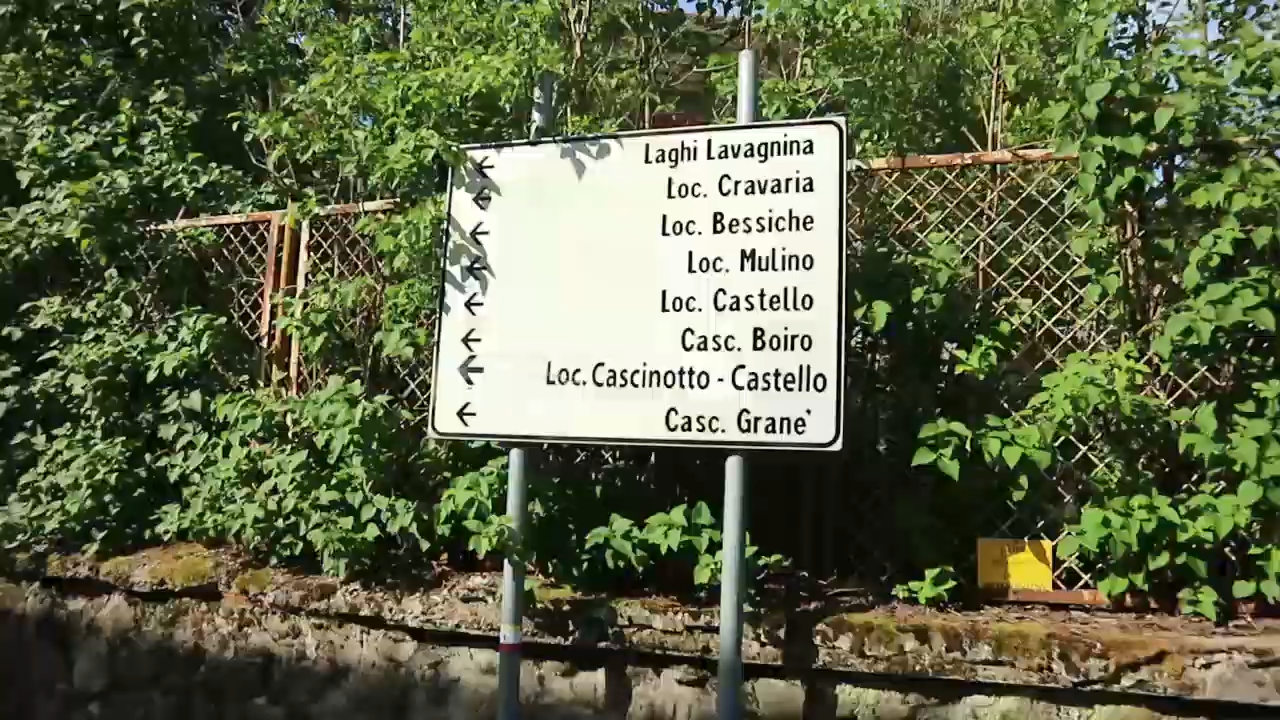 ← Laghi Lavagnina
← Loc. Cravaria
← Loc. Bessiche
← Loc. Mulino
← Loc. Castello
← Casc. Boiro
← Loc. Cascinotto - Castello
← Casc. Grane'